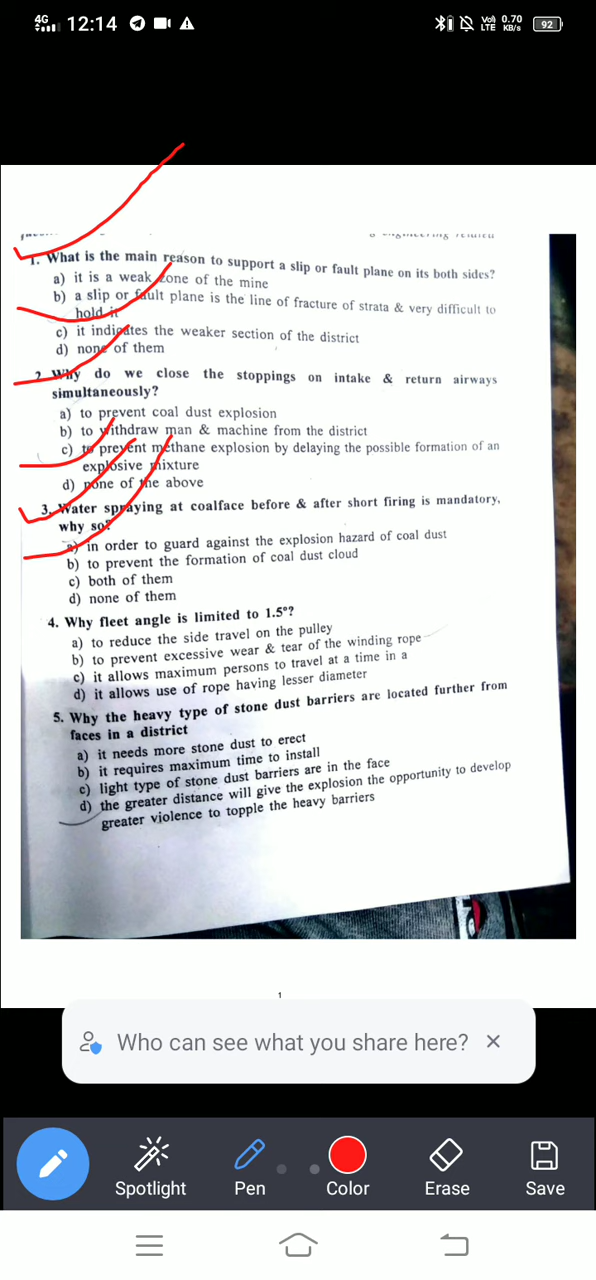 4G 12:14 Vo) LTE 0.70 KB/s 92
1. What is the main reason to support a slip or fault plane on its both sides?
a) it is a weak zone of the mine
b) a slip or fault plane is the line of fracture of strata & very difficult to
hold it
c) it indicates the weaker section of the district
d) none of them
2. Why do we close the stoppings on intake & return airways
simultaneously?
a) to prevent coal dust explosion
b) to withdraw man & machine from the district
c) to prevent methane explosion by delaying the possible formation of an
explosive mixture
d) none of the above
3. Water spraying at coalface before & after short firing is mandatory,
why so?
a) in order to guard against the explosion hazard of coal dust
b) to prevent the formation of coal dust cloud
c) both of them
d) none of them
4. Why fleet angle is limited to 1.5º?
a) to reduce the side travel on the pulley
b) to prevent excessive wear & tear of the winding rope
c) it allows maximum persons to travel at a time in a
d) it allows use of rope having lesser diameter
5. Why the heavy type of stone dust barriers are located further from
faces in a district
a) it needs more stone dust to erect
b) it requires maximum time to install
c) light type of stone dust barriers are in the face
d) the greater distance will give the explosion the opportunity to develop
greater violence to topple the heavy barriers
1
Who can see what you share here?
Spotlight Pen Color Erase Save